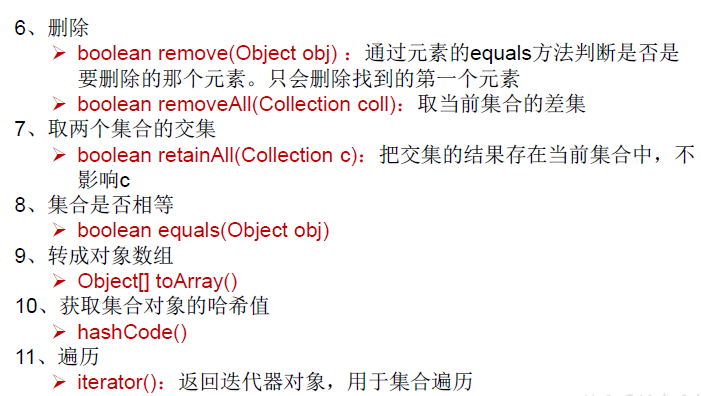 6、删除
➢ boolean remove(Object obj) ：通过元素的equals方法判断是否是
要删除的那个元素。只会删除找到的第一个元素
➢ boolean removeAll(Collection coll)：取当前集合的差集
7、取两个集合的交集
➢ boolean retainAll(Collection c)：把交集的结果存在当前集合中，不
影响c
8、集合是否相等
➢ boolean equals(Object obj)
9、转成对象数组
➢ Object[] toArray()
10、获取集合对象的哈希值
➢ hashCode()
11、遍历
➢ iterator()：返回迭代器对象，用于集合遍历